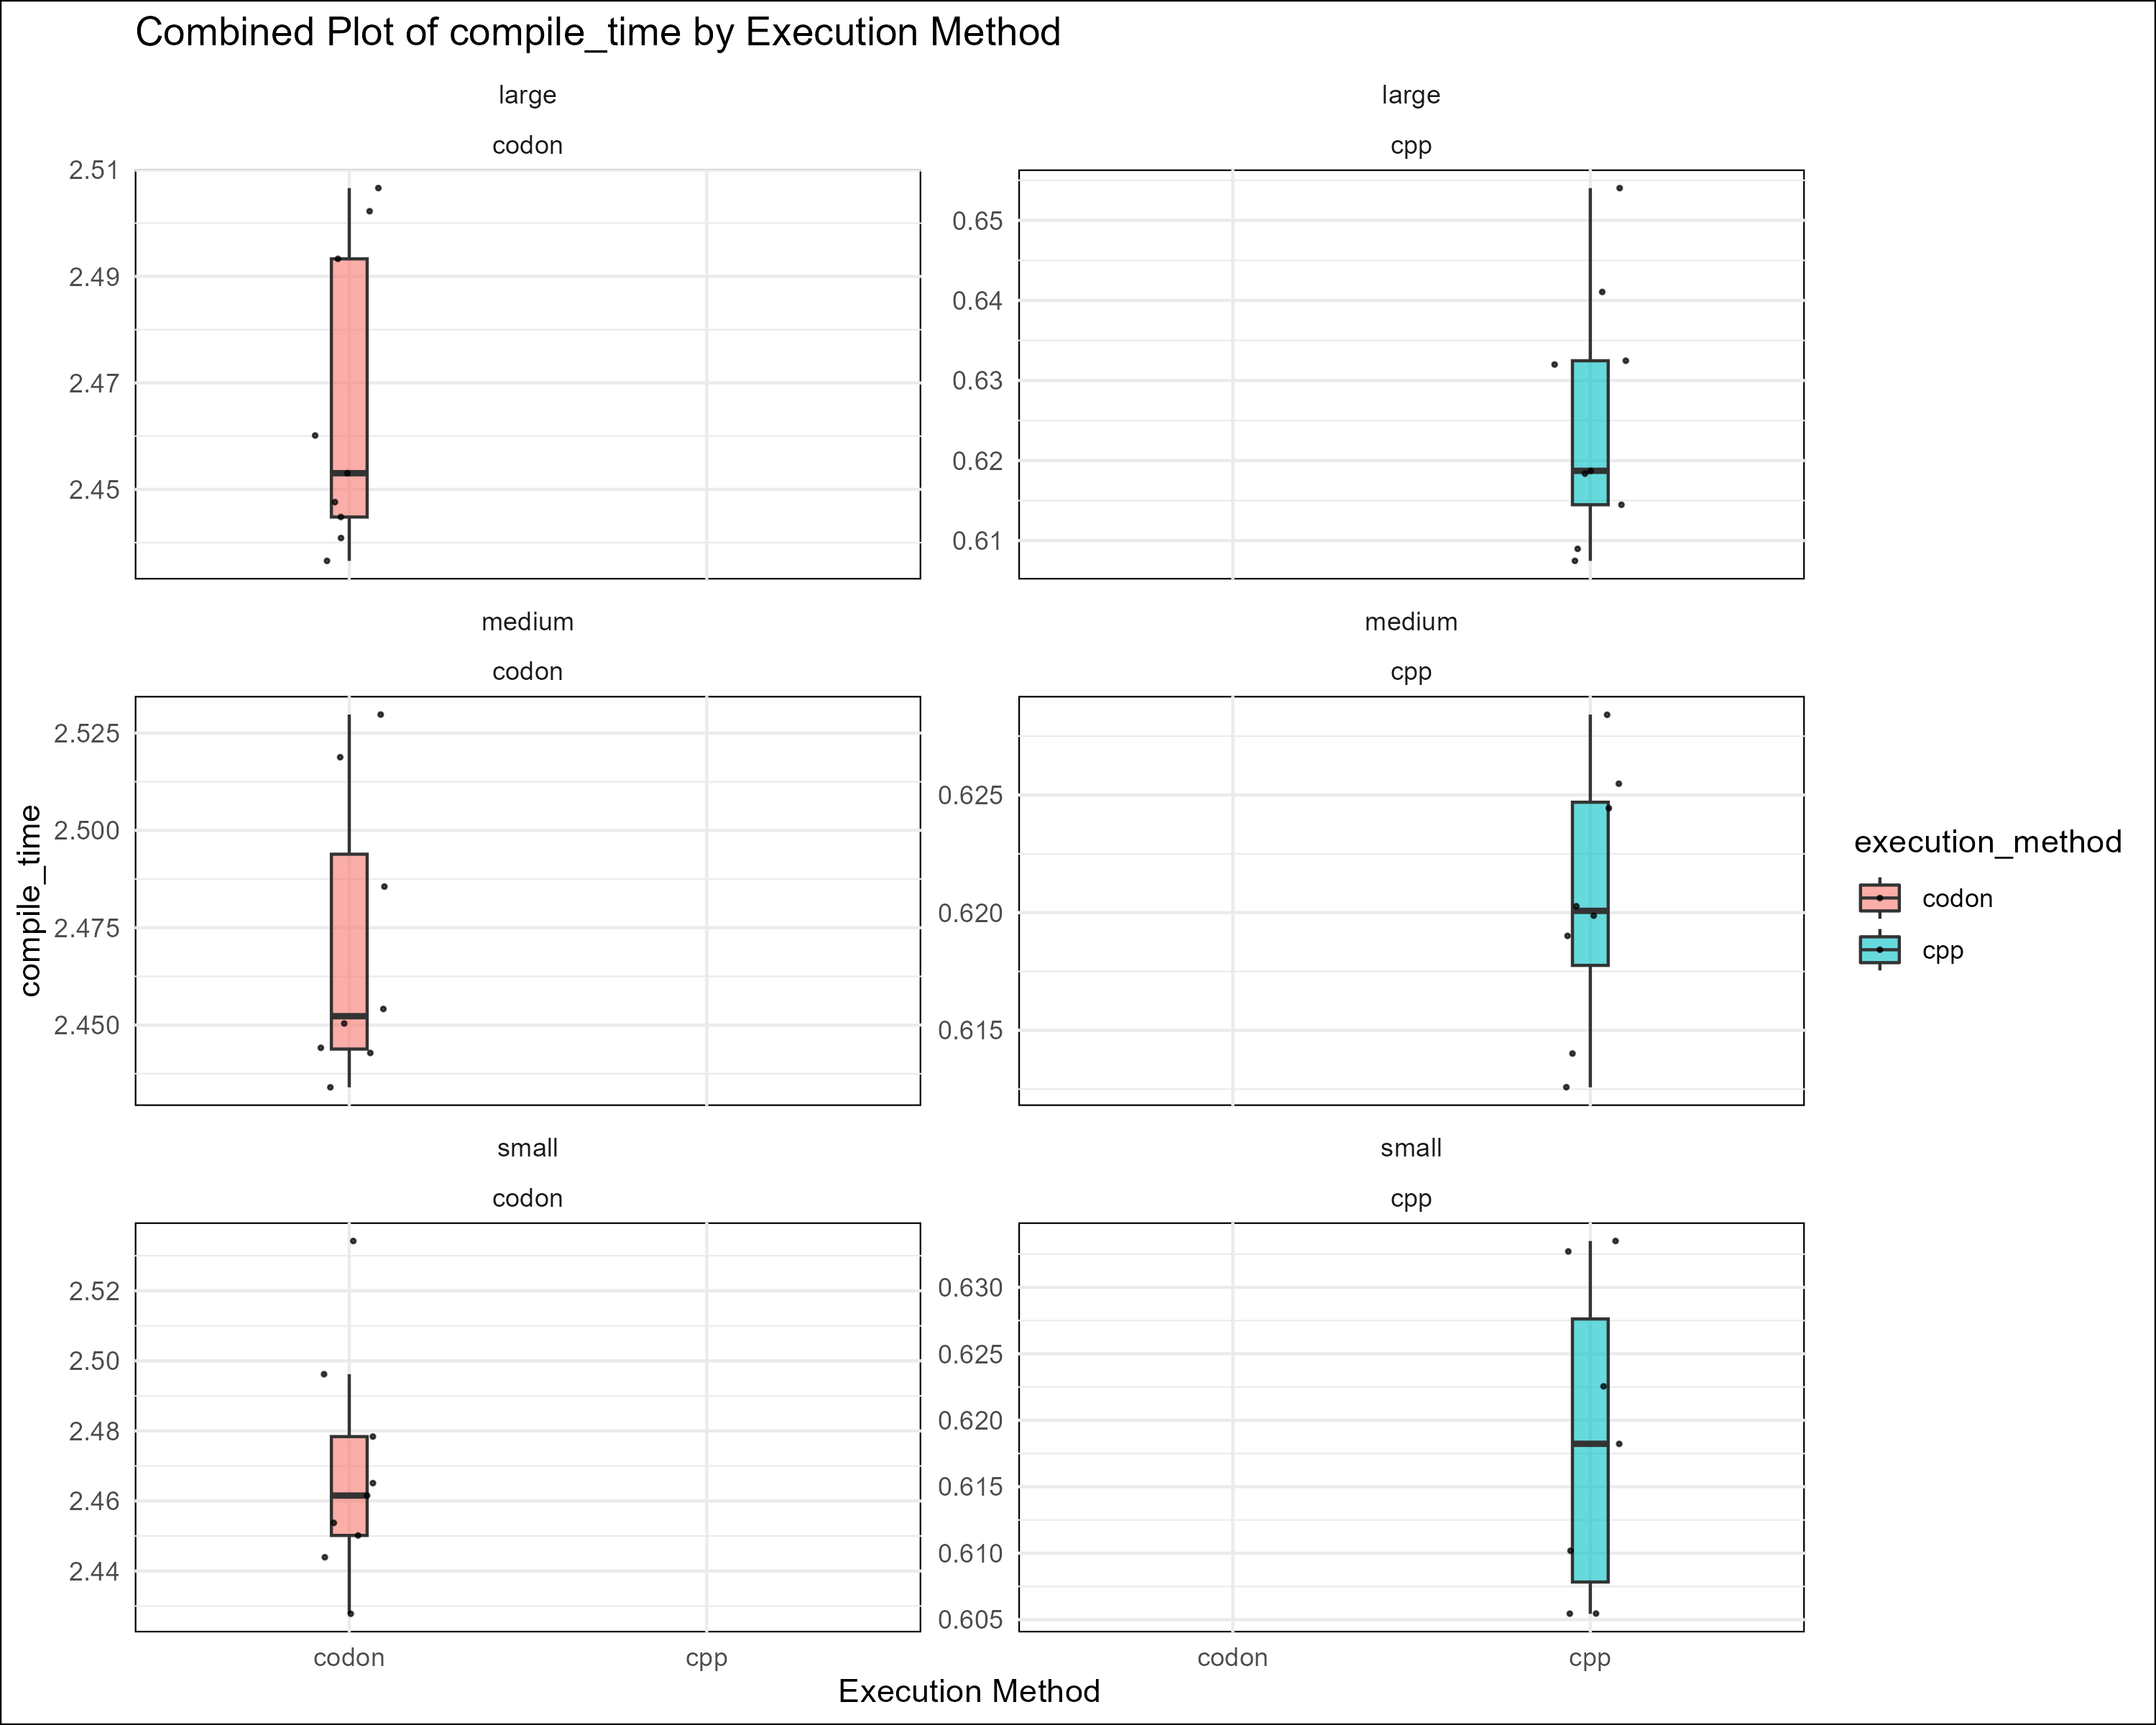 Combined Plot of compile_time by Execution Method
large
codon
2.51
2.49
2.47
2.45
large
cpp
0.65
0.64
0.63
0.62
0.61
medium
codon
2.525
2.500
2.475
2.450
medium
cpp
0.625
0.620
0.615
small
codon
2.52
2.50
2.48
2.46
2.44
small
cpp
0.630
0.625
0.620
0.615
0.610
0.605
codon cpp
codon cpp
Execution Method
compile_time
execution_method
codon
cpp